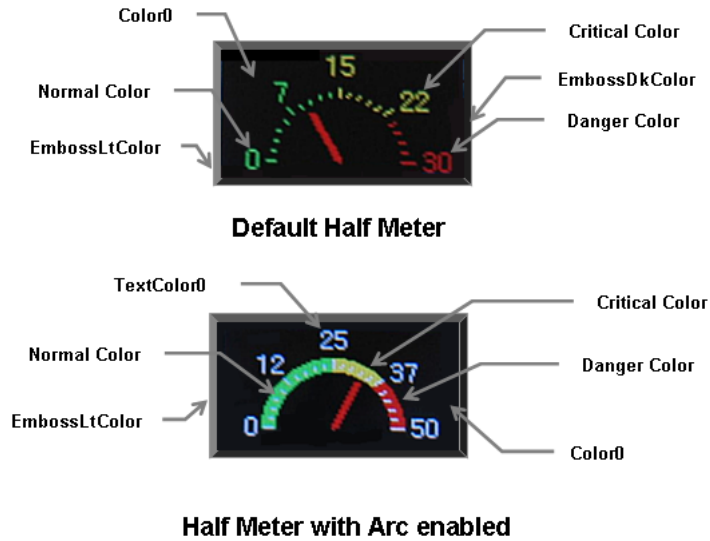 Color0
Critical Color
15
EmbossDkColor
Normal Color
7
22
Danger Color
EmbossLtColor
0
30
Default Half Meter
TextColor0
Critical Color
25
Normal Color
12
37
Danger Color
EmbossLtColor
0
50
Color0
Half Meter with Arc enabled